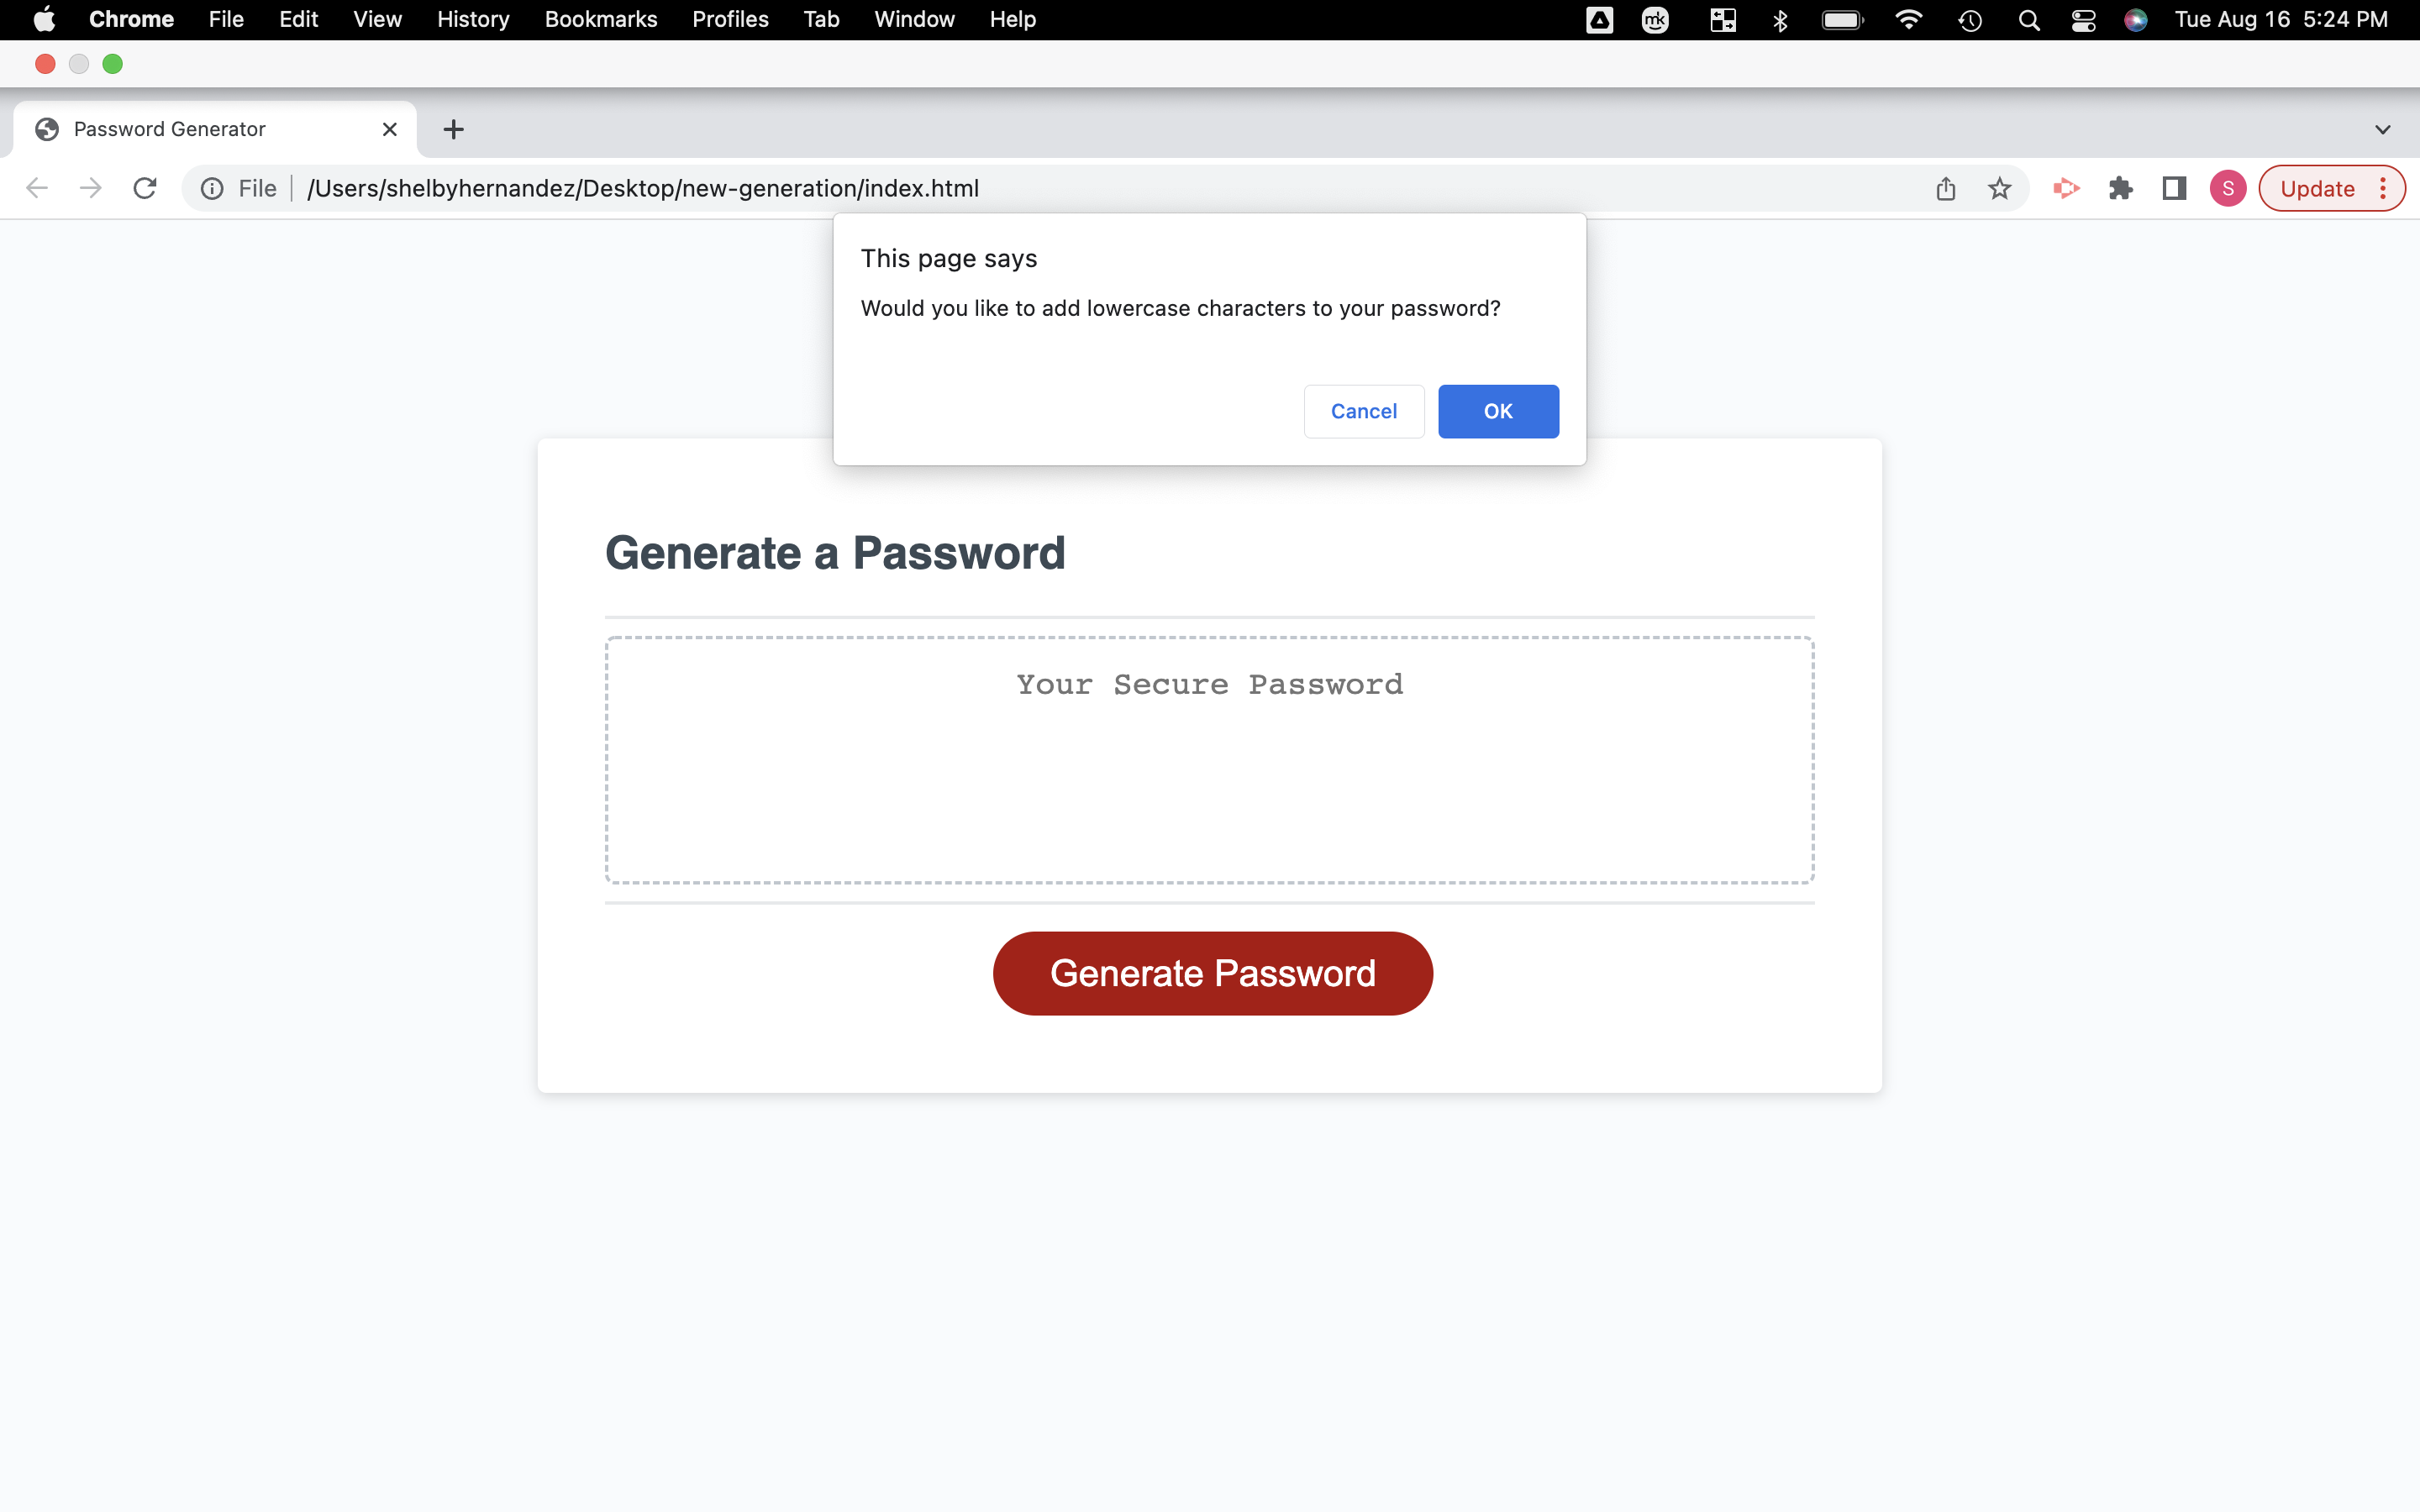 Chrome File Edit View History Bookmarks Profiles Tab Window Help mk Tue Aug 16 5:24 PM
Password Generator
File /Users/shelbyhernandez/Desktop/new-generation/index.html S Update
This page says
Would you like to add lowercase characters to your password?
Cancel OK
Generate a Password
Your Secure Password
Generate Password